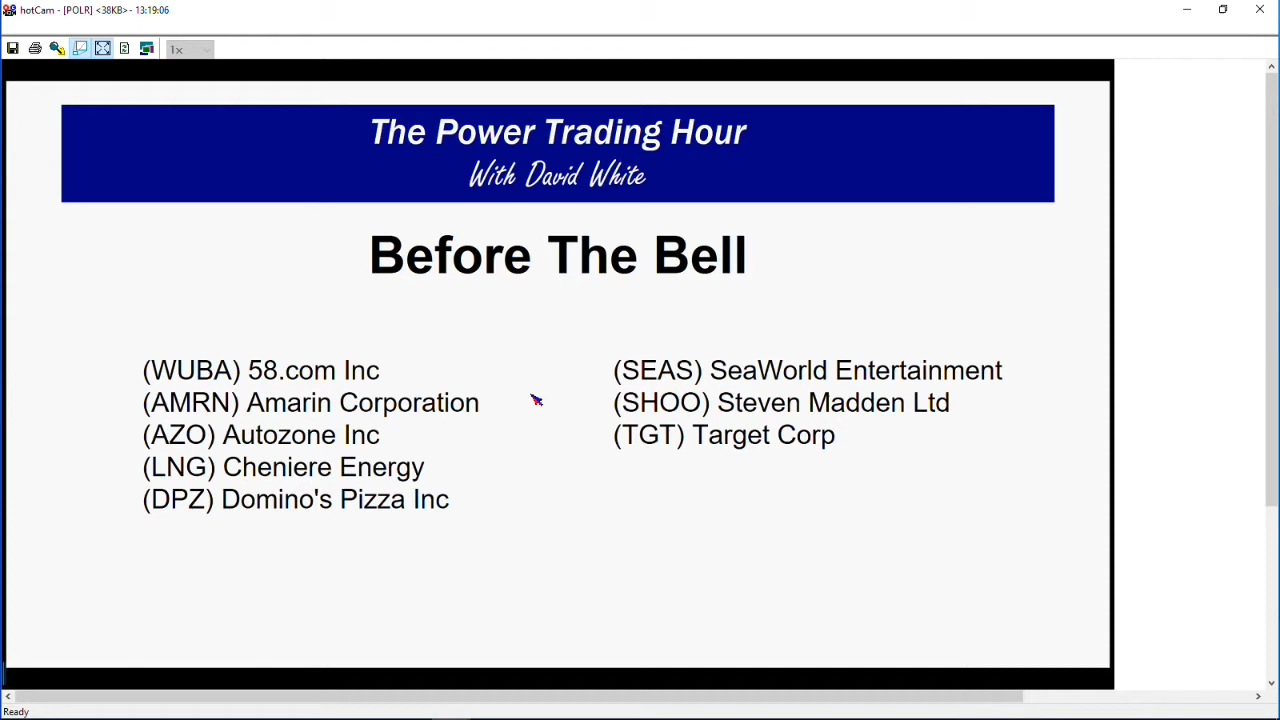 hotCam - [POLR] <38KB> - 13:19:06
1x
The Power Trading Hour
With David White
Before The Bell
(WUBA) 58.com Inc
(AMRN) Amarin Corporation
(AZO) Autozone Inc
(LNG) Cheniere Energy
(DPZ) Domino's Pizza Inc
(SEAS) SeaWorld Entertainment
(SHOO) Steven Madden Ltd
(TGT) Target Corp
Ready